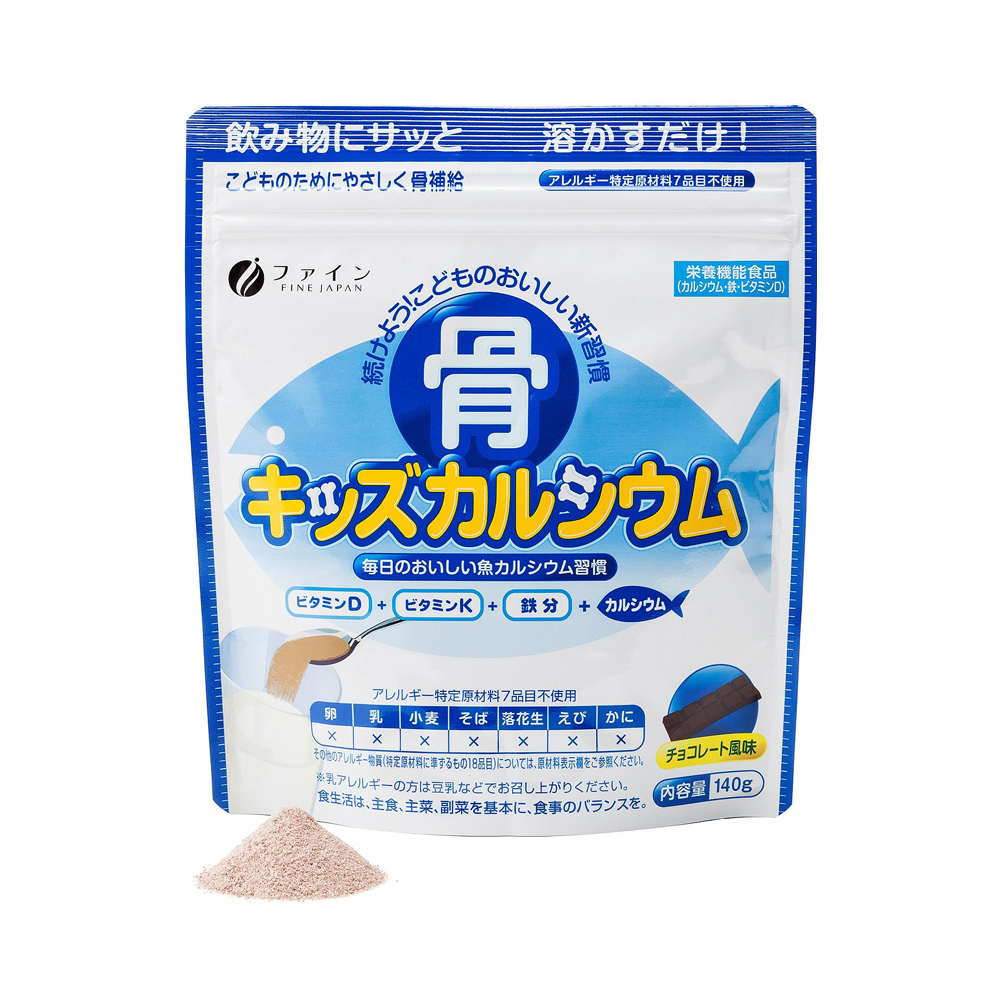 飲み物にサッと 溶かすだけ!
こどものためにやさしく骨補給
アレルギー特定原材料7品目不使用
ファイン
FINE JAPAN
栄養機能食品
(カルシウム・鉄・ビタミンD)
続けよう!こどものおいしい新習慣
骨
キッズカルシウム
毎日のおいしい魚カルシウム習慣
ビタミンD + ビタミンK + 鉄分 + カルシウム
アレルギー特定原材料7品目不使用
卵 乳 小麦 そば 落花生 えび かに
× × × × × × ×
その他のアレルギー物質(特定原材料に準ずるもの18品目)については、原材料表示機をご参照ください。
※乳アレルギーの方は豆乳などでお召し上がりください。
食生活は、主食、主菜、副菜を基本に、食事のバランスを。
チョコレート風味
内容量 140g